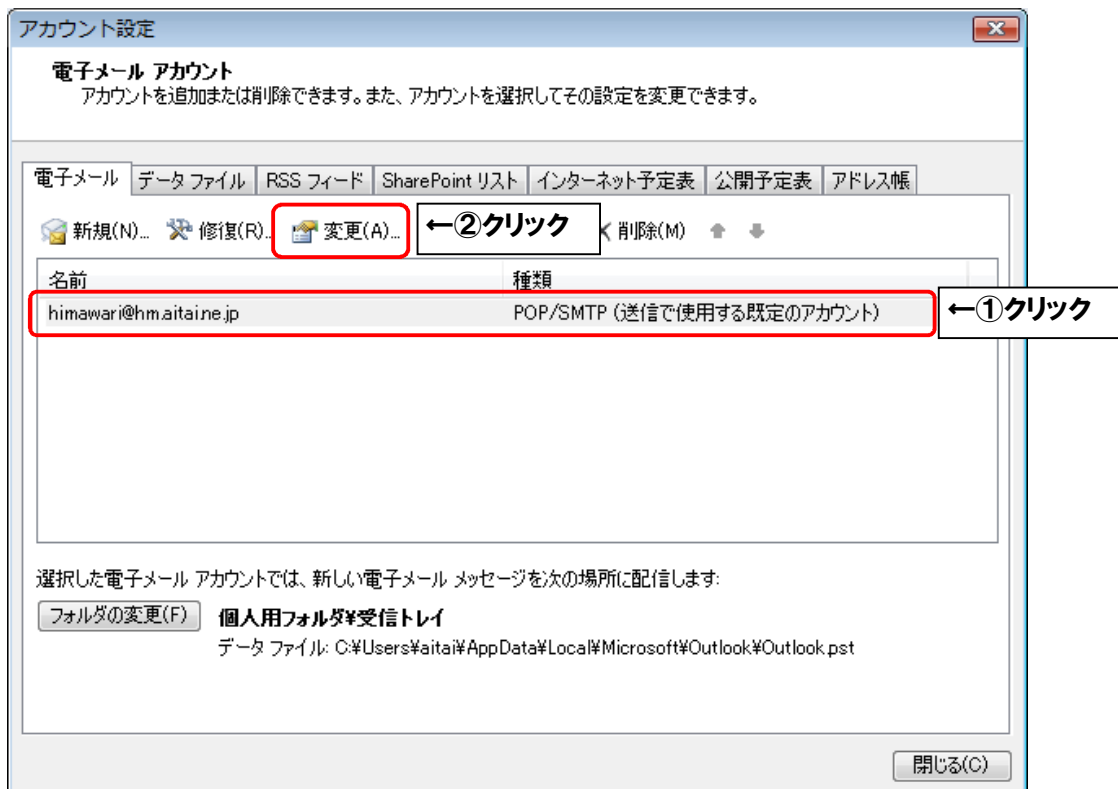 アカウント設定
電子メール アカウント
アカウントを追加または削除できます。また、アカウントを選択してその設定を変更できます。
電子メール データ ファイル RSS フィード SharePoint リスト インターネット予定表 公開予定表 アドレス帳
新規(N)... 修復(R).. 変更(A)... ←②クリック 削除(M)
名前 種類
himawari@hm.aitai.ne.jp POP/SMTP (送信で使用する既定のアカウント) ←①クリック
選択した電子メール アカウントでは、新しい電子メール メッセージを次の場所に配信します:
フォルダの変更(F) 個人用フォルダ¥受信トレイ
データ ファイル: C:¥Users¥aitai¥AppData¥Local¥Microsoft¥Outlook¥Outlook.pst
閉じる(C)